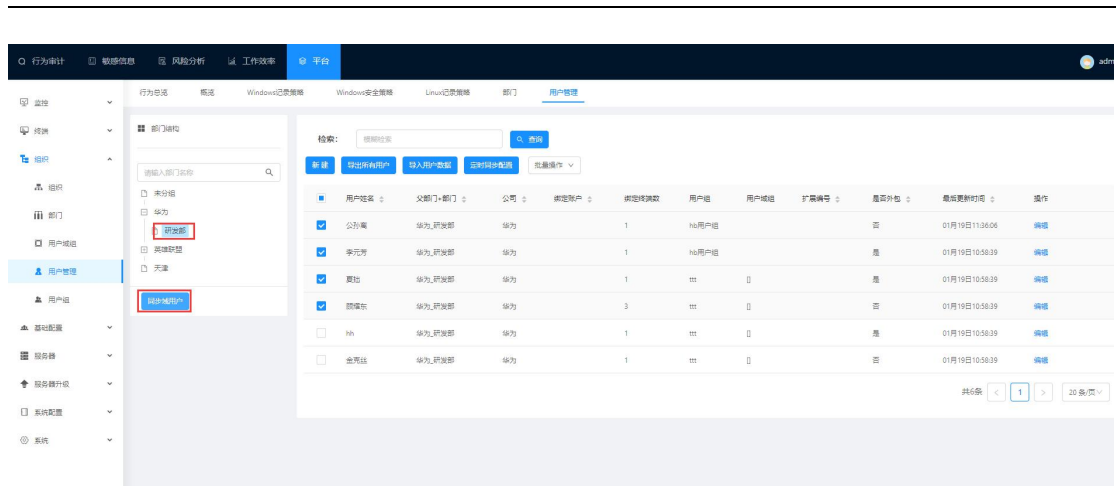 行为审计 敏感信息 风险分析 工作效率 平台 adm
行为总览 概览 Windows记录策略 Windows安全策略 Linux记录策略 部门 用户管理
监控
终端
组织
组织
部门
用户域组
用户管理
用户组
基础配置
服务器
服务器升级
系统配置
系统
部门结构
请输入部门名称
未分组
华为
研发部
英雄联盟
天津
同步域用户
检索: 模糊检索 查询
新建 导出所有用户 导入用户数据 定时同步配置 批量操作
用户姓名 父部门+部门 公司 绑定账户 绑定终端数 用户组 用户域组 扩展编号 是否外包 最后更新时间 操作
公孙离 华为_研发部 华为 1 hb用户组 否 01月19日11:36:06 编辑
李元芳 华为_研发部 华为 1 hb用户组 否 01月19日10:58:39 编辑
夏拙 华为_研发部 华为 1 ttt [] 是 01月19日10:58:39 编辑
顾耀东 华为_研发部 华为 3 ttt [] 否 01月19日10:58:39 编辑
hh 华为_研发部 华为 1 ttt [] 是 01月19日10:58:39 编辑
金克丝 华为_研发部 华为 1 ttt [] 否 01月19日10:58:39 编辑
共6条 < 1 > 20 条/页